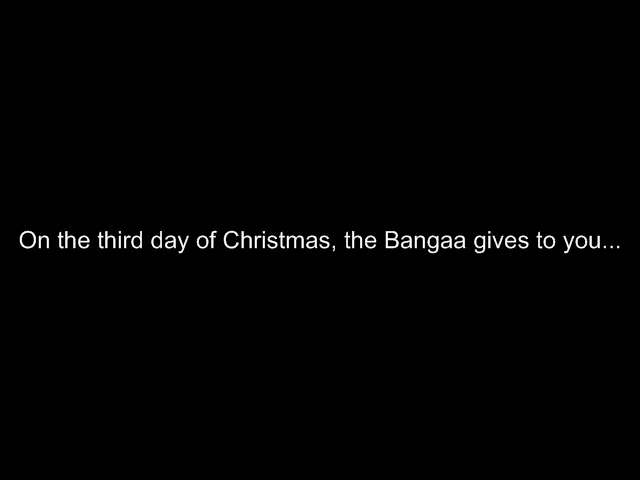 On the third day of Christmas, the Bangaa gives to you...